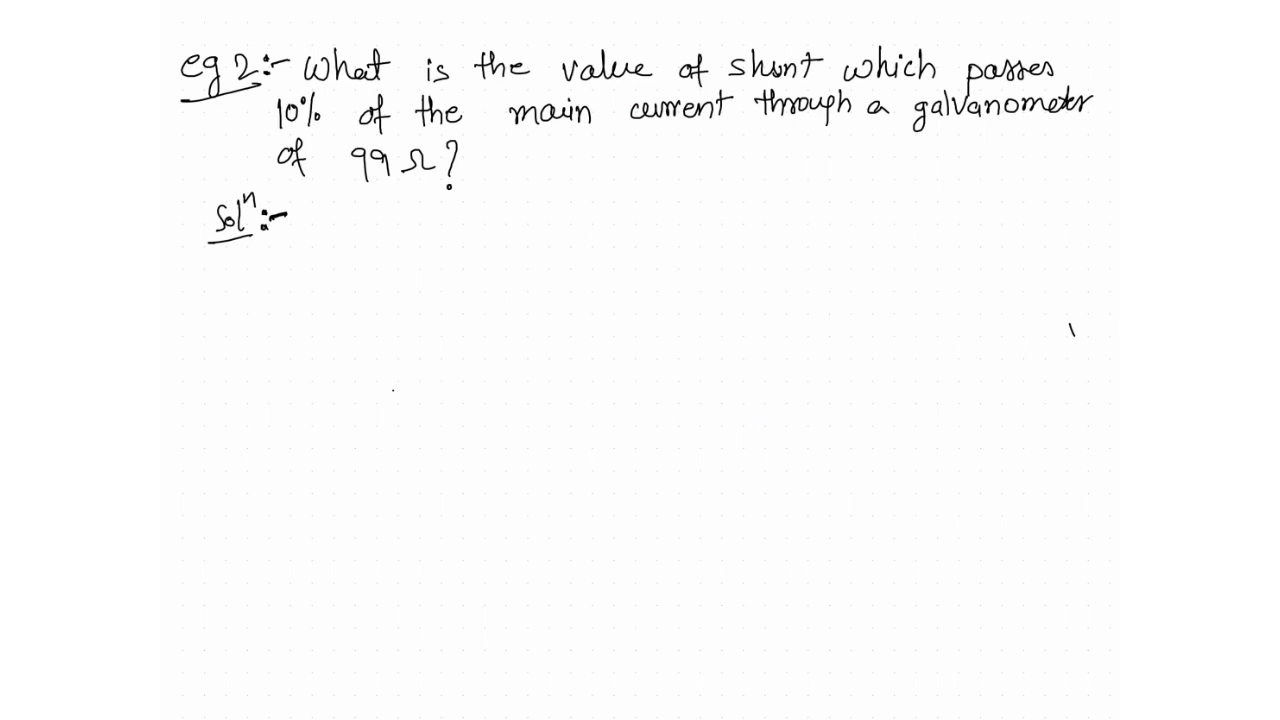 eg 2:- What is the value of shunt which passes
10% of the main current through a galvanometer
of 99 Ω?
Solⁿ:-